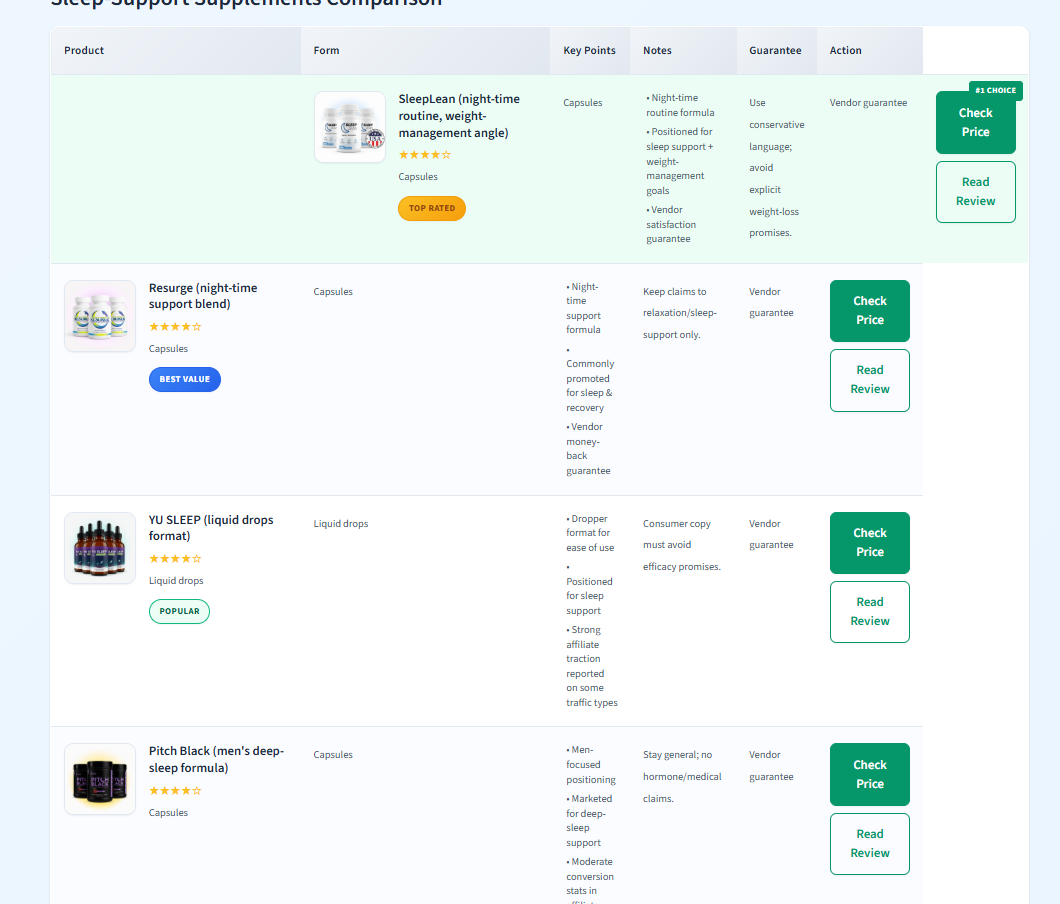 Sleep-Support Supplements Comparison
Product
Form
Key Points
Notes
Guarantee
Action
#1 CHOICE
SleepLean (night-time
routine, weight-
management angle)
★★★★☆
Capsules
TOP RATED
Capsules
• Night-time
routine formula
• Positioned for
sleep support +
weight-
management
goals
• Vendor
satisfaction
guarantee
Use
conservative
language;
avoid
explicit
weight-loss
promises.
Vendor guarantee
Check
Price
Read
Review
Resurge (night-time
support blend)
★★★★☆
Capsules
BEST VALUE
Capsules
• Night-
time
support
formula
•
Commonly
promoted
for sleep &
recovery
• Vendor
money-
back
guarantee
Keep claims to
relaxation/sleep-
support only.
Vendor
guarantee
Check
Price
Read
Review
YU SLEEP (liquid drops
format)
★★★★☆
Liquid drops
POPULAR
Liquid drops
• Dropper
format for
ease of use
•
Positioned
for sleep
support
• Strong
affiliate
traction
reported
on some
traffic types
Consumer copy
must avoid
efficacy promises.
Vendor
guarantee
Check
Price
Read
Review
Pitch Black (men's deep-
sleep formula)
★★★★☆
Capsules
Capsules
• Men-
focused
positioning
• Marketed
for deep-
sleep
support
• Moderate
conversion
stats in
Stay general; no
hormone/medical
claims.
Vendor
guarantee
Check
Price
Read
Review